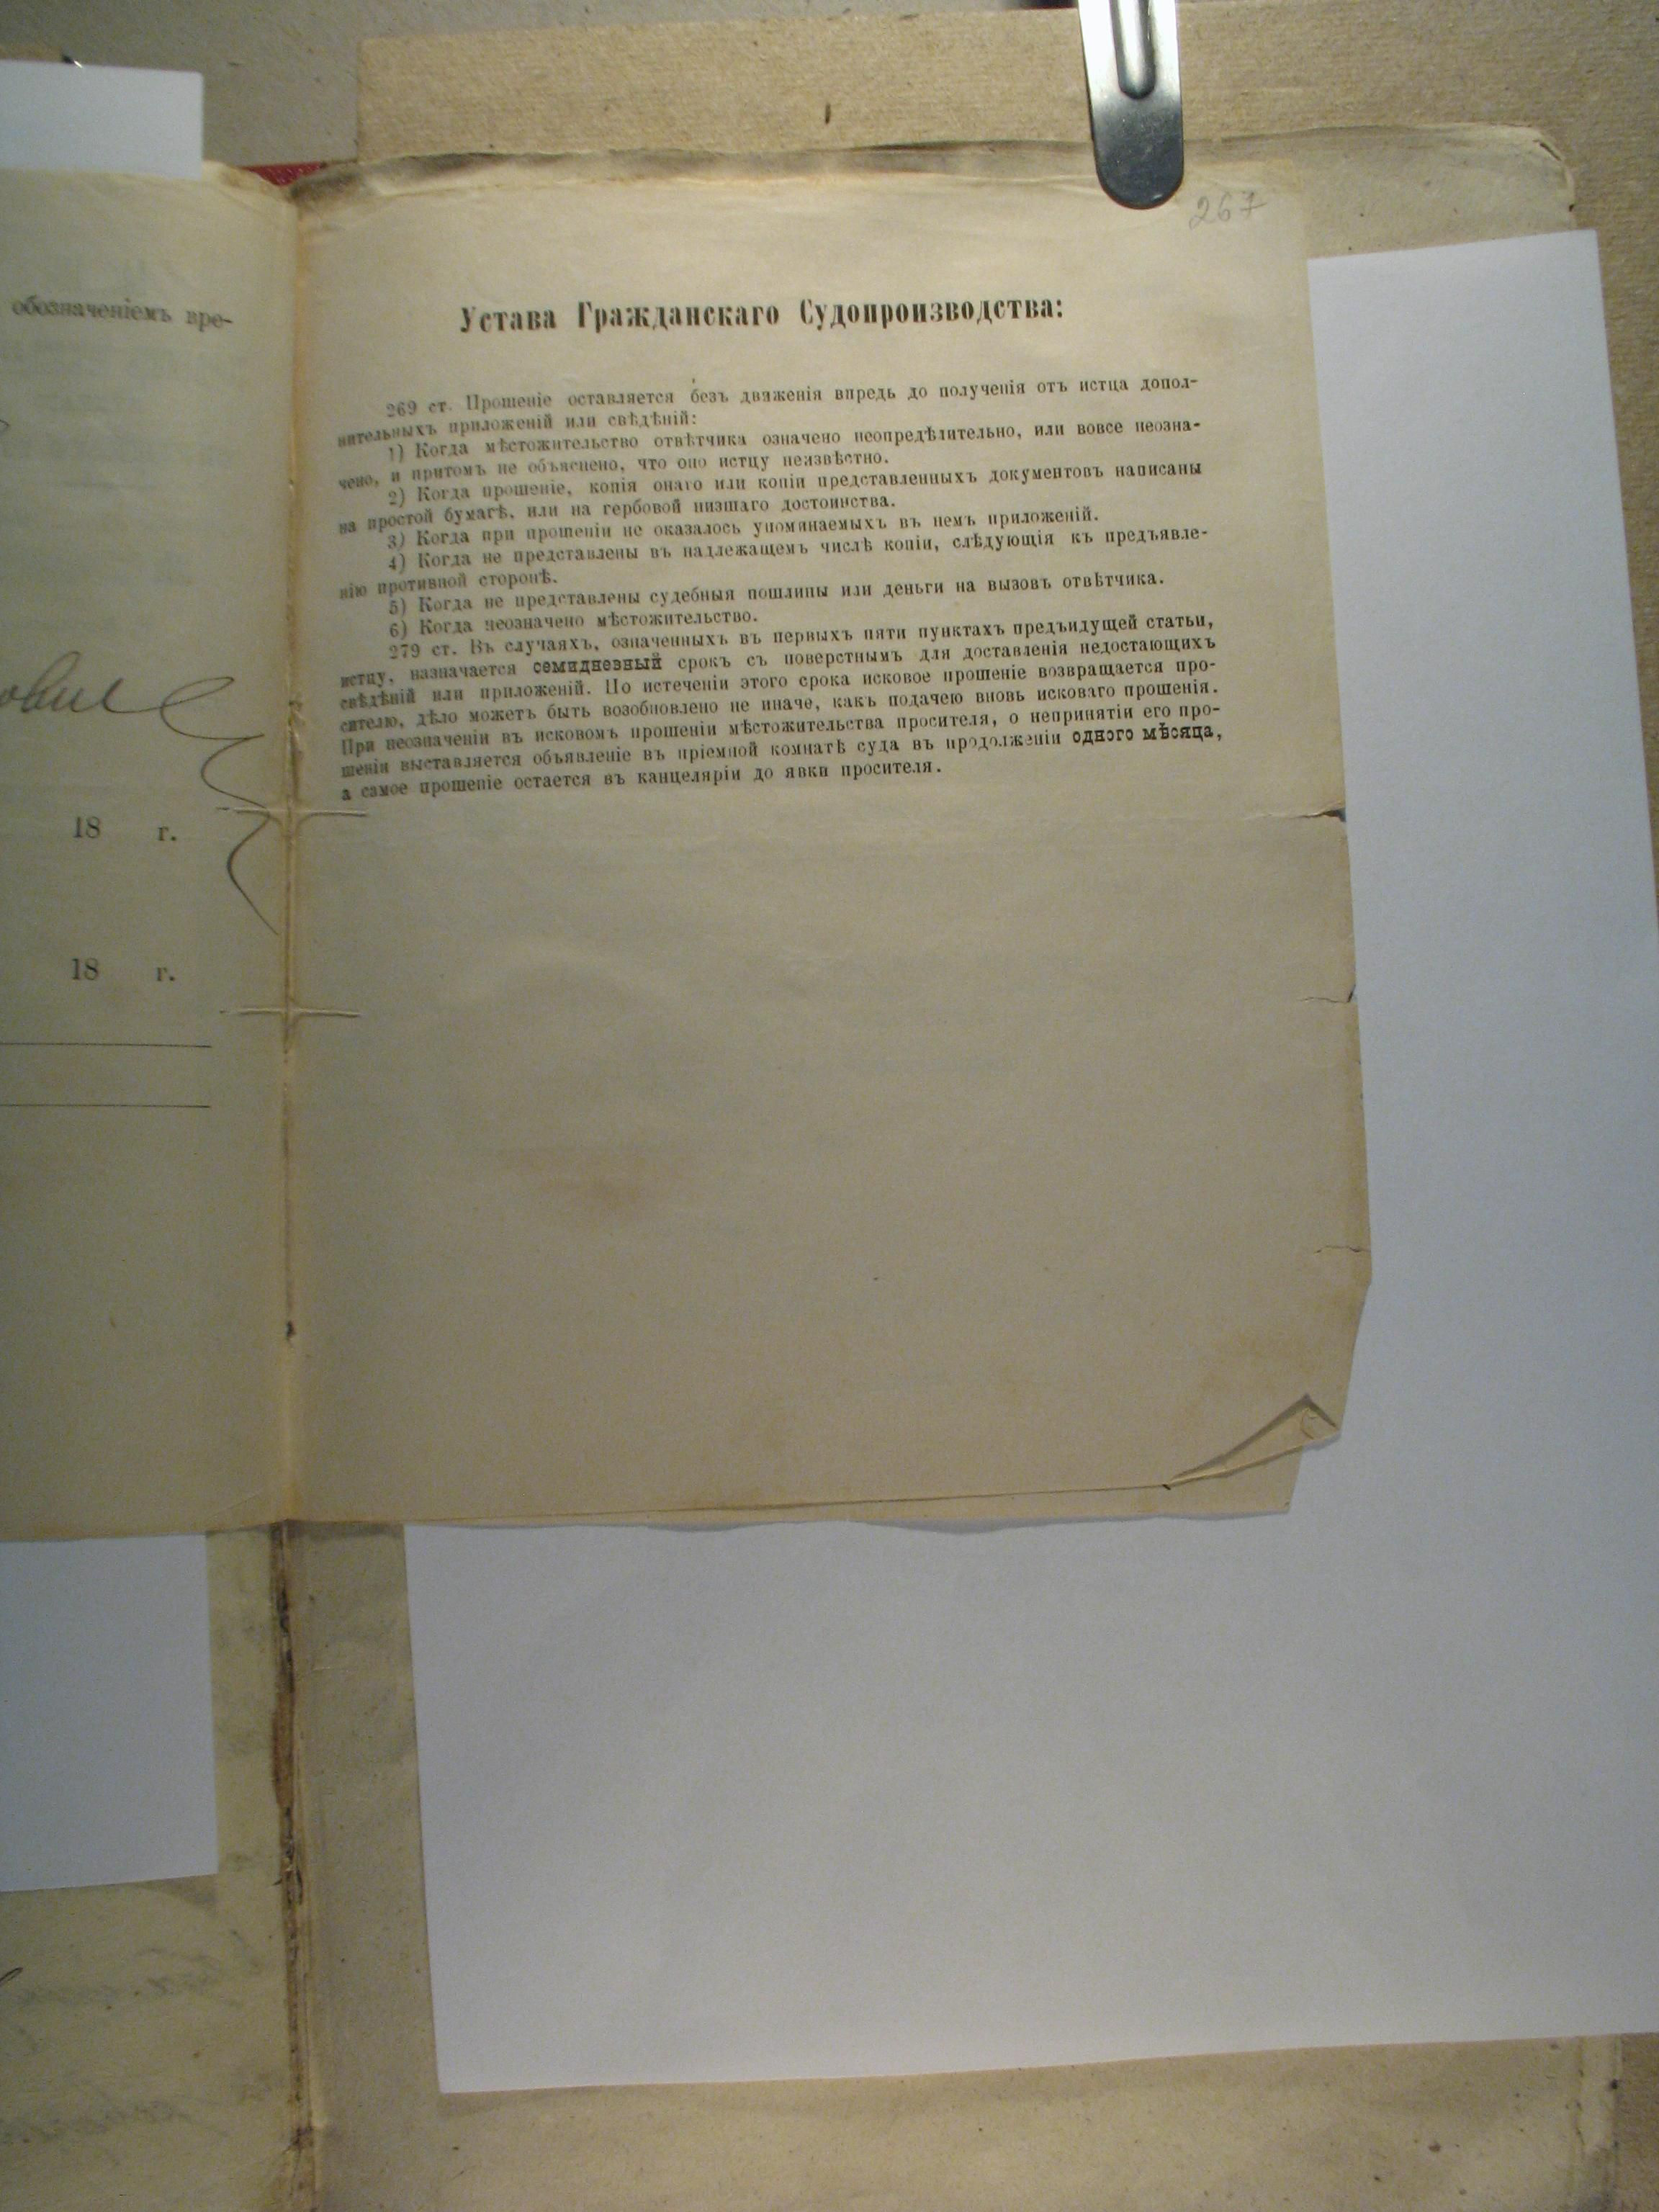 267
обозначеніемъ вре-
18 г.
18 г.
Устава Гражданскаго Судопроизводства:
269 ст. Прошеніе оставляется безъ движенія впредь до полученія отъ истца допол-
нительныхъ приложеній или свѣдѣній:
1) Когда мѣстожительство отвѣтчика означено неопредѣлительно, или вовсе неозна-
чено, и притомъ не объяснено, что оно истцу неизвѣстно.
2) Когда прошеніе, копія онаго или копіи представленныхъ документовъ написаны
на простой бумагѣ, или на гербовой низшаго достоинства.
3) Когда при прошеніи не оказалось упоминаемыхъ въ немъ приложеній.
4) Когда не представлены въ надлежащемъ числѣ копіи, слѣдующія къ предъявле-
нію противной сторонѣ.
5) Когда не представлены судебныя пошлины или деньги на вызовъ отвѣтчика.
6) Когда неозначено мѣстожительство.
279 ст. Въ случаяхъ, означенныхъ въ первыхъ пяти пунктахъ предъидущей статьи,
истцу, назначается семидневный срокъ съ поверстнымъ для доставленія недостающихъ
свѣдѣній или приложеній. По истеченіи этого срока исковое прошеніе возвращается про-
сителю, дѣло можетъ быть возобновлено не иначе, какъ подачею вновь исковаго прошенія.
При неозначеніи въ исковомъ прошеніи мѣстожительства просителя, о непринятіи его про-
шенія выставляется объявленіе въ пріемной комнатѣ суда въ продолженіи одного мѣсяца,
а самое прошеніе остается въ канцеляріи до явки просителя.